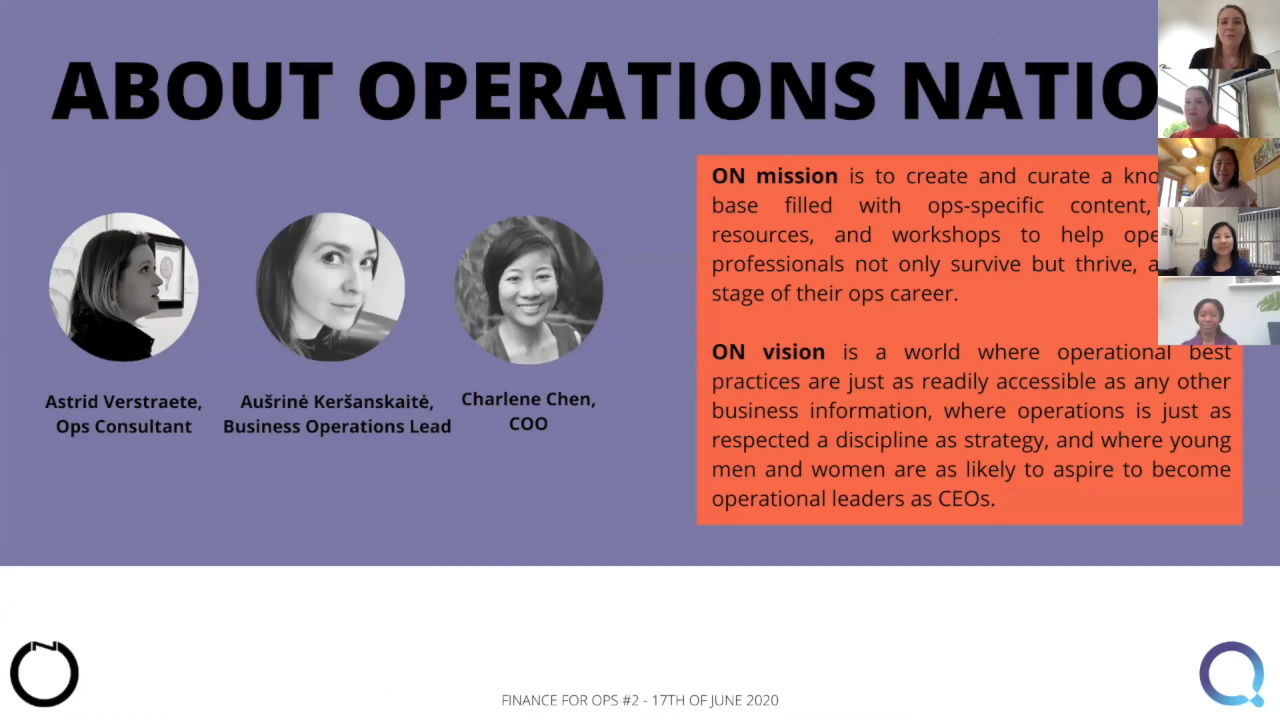 ABOUT OPERATIONS NATIO
ON mission is to create and curate a kno
base filled with ops-specific content,
resources, and workshops to help ope
professionals not only survive but thrive, a
stage of their ops career.
ON vision is a world where operational best
practices are just as readily accessible as any other
business information, where operations is just as
respected a discipline as strategy, and where young
men and women are as likely to aspire to become
operational leaders as CEOs.
Astrid Verstraete,
Ops Consultant
Aušrinė Keršanskaitė,
Business Operations Lead
Charlene Chen,
COO
FINANCE FOR OPS #2 - 17TH OF JUNE 2020